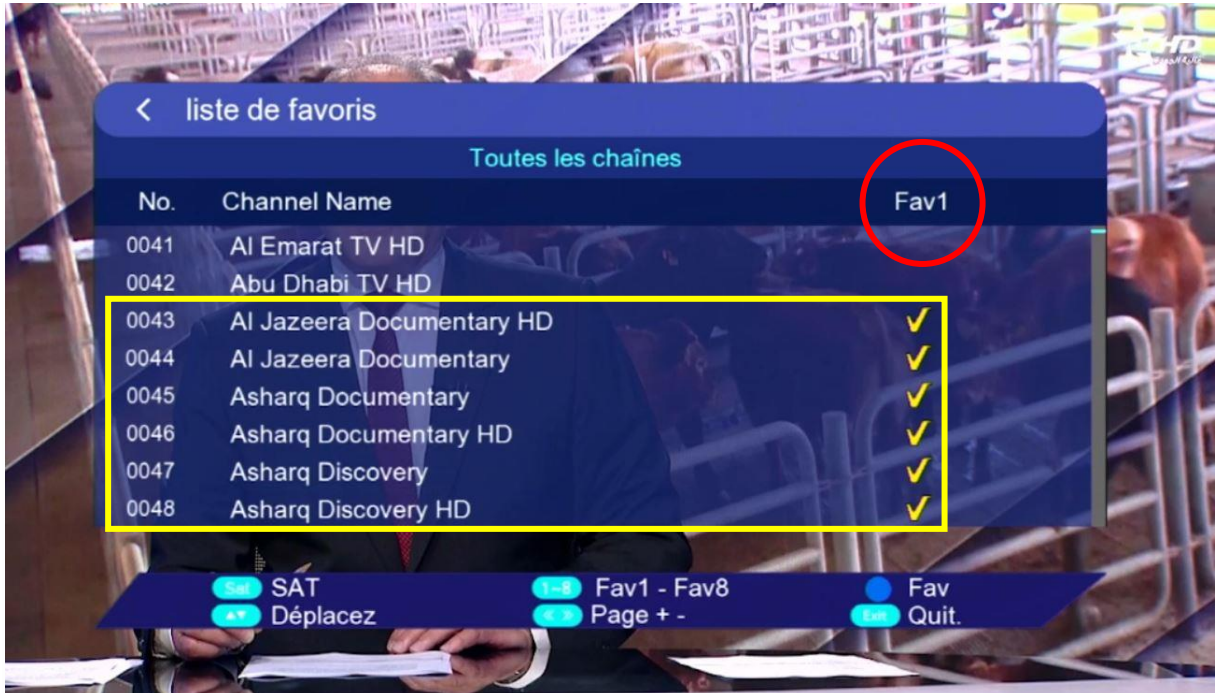 HD
< liste de favoris
Toutes les chaînes
No. Channel Name Fav1
0041 Al Emarat TV HD
0042 Abu Dhabi TV HD
0043 Al Jazeera Documentary HD
0044 Al Jazeera Documentary
0045 Asharq Documentary
0046 Asharq Documentary HD
0047 Asharq Discovery
0048 Asharq Discovery HD
Sat SAT 1~8 Fav1 - Fav8 Fav
Déplacez Page + - Exit Quit.